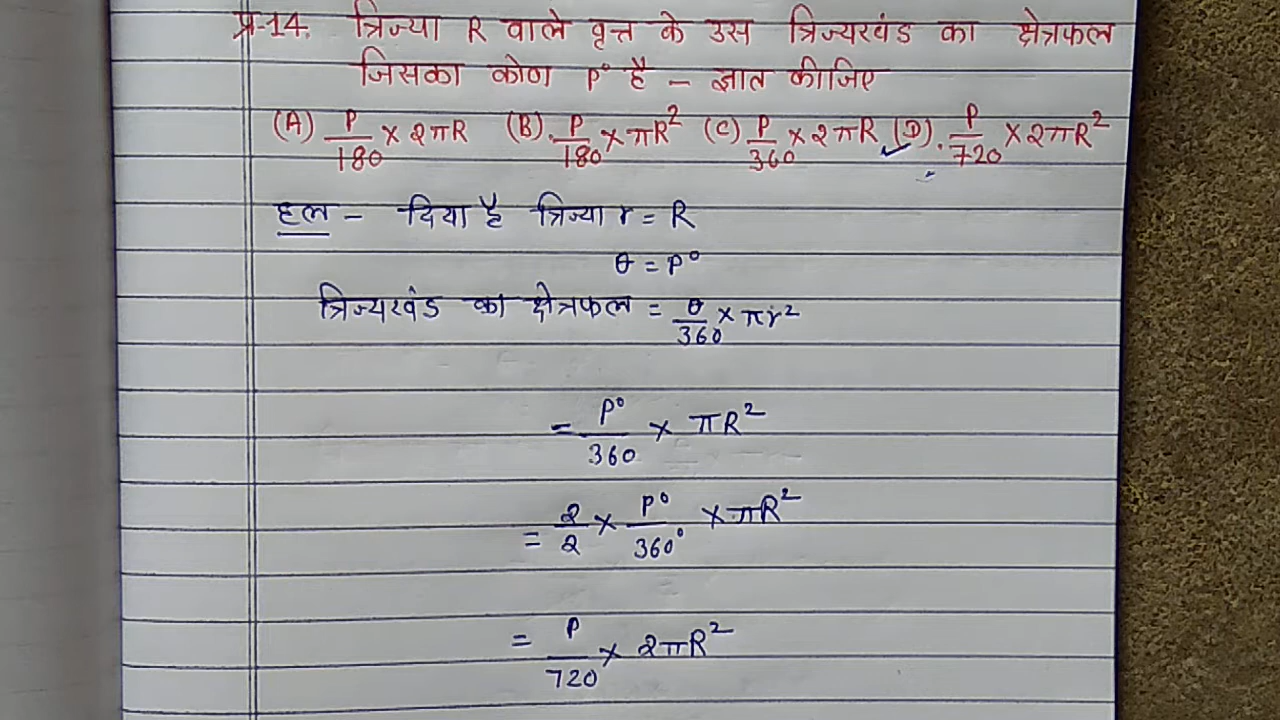 प्र-14. त्रिज्या R वाले वृत्त के उस त्रिज्यखंड का क्षेत्रफल
जिसका कोण P° है - ज्ञात कीजिए
(A) P/180 × 2πR (B). P/180 × πR² (C) P/360 × 2πR (D). P/720 × 2πR²
हल - दिया है त्रिज्या r = R
θ = P°
त्रिज्यखंड का क्षेत्रफल = θ/360 × πr²
= P°/360 × πR²
= 2/2 × P°/360° × πR²
= P/720 × 2πR²